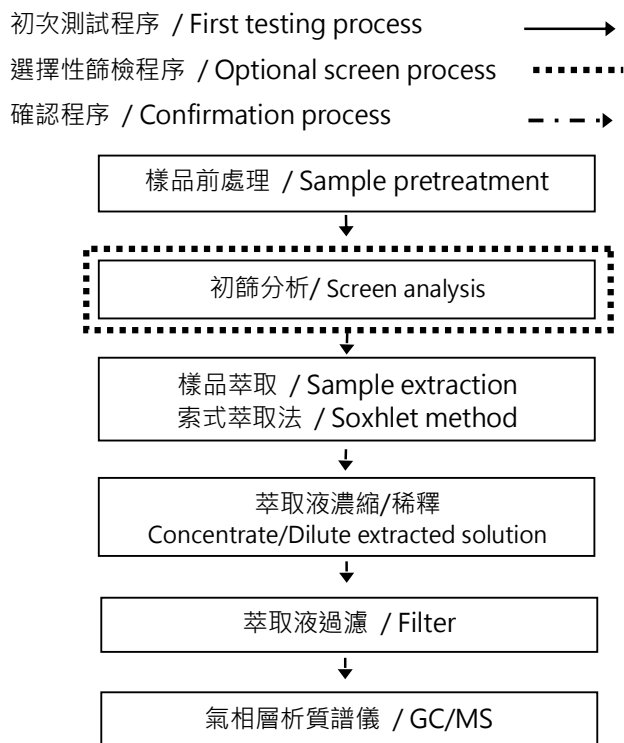 初次測試程序 / First testing process
選擇性篩檢程序 / Optional screen process
確認程序 / Confirmation process
樣品前處理 / Sample pretreatment
初篩分析/ Screen analysis
樣品萃取 / Sample extraction
索式萃取法 / Soxhlet method
萃取液濃縮/稀釋
Concentrate/Dilute extracted solution
萃取液過濾 / Filter
氣相層析質譜儀 / GC/MS